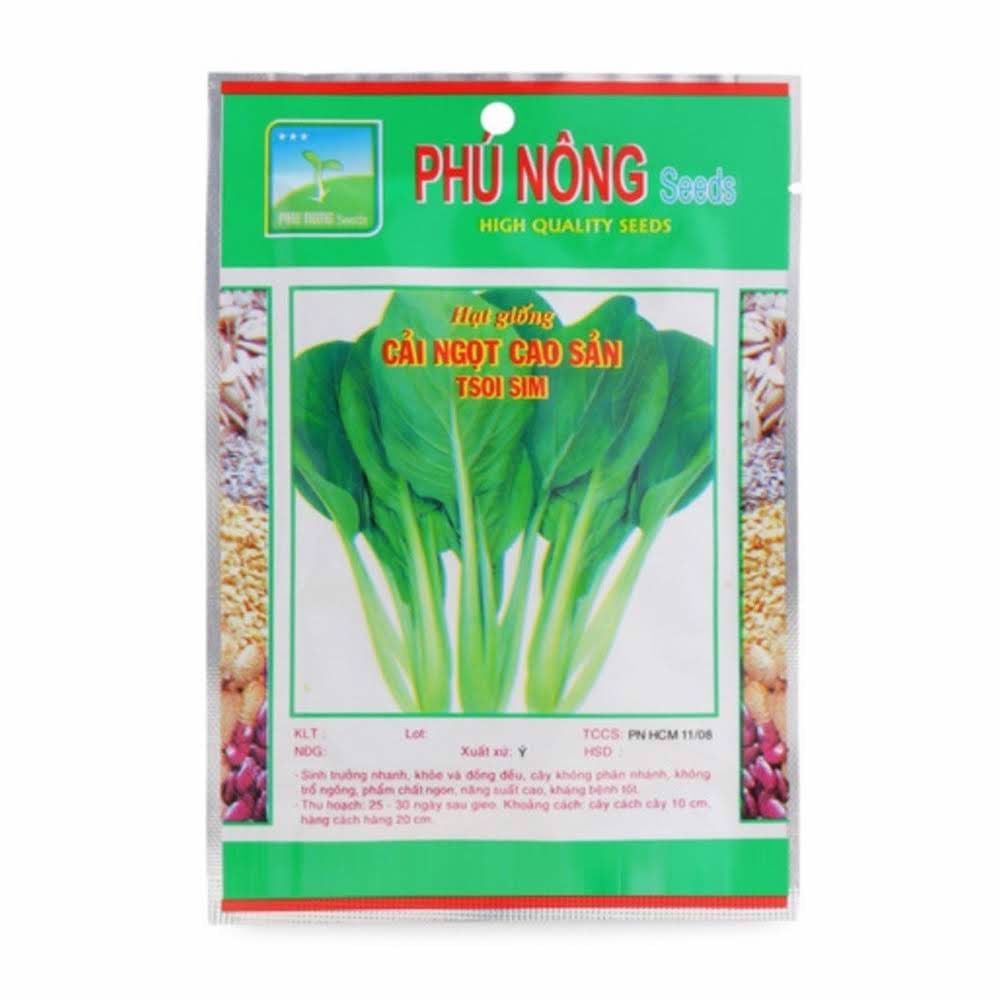 ★★★
PHÚ NÔNG Seeds
PHÚ NÔNG Seeds
HIGH QUALITY SEEDS
Hạt giống
CẢI NGỌT CAO SẢN
TSOI SIM
KLT : Lot: TCCS: PN HCM 11/08
NĐG: Xuất xứ: Ý HSD :
- Sinh trưởng nhanh, khỏe và đồng đều, cây không phân nhánh, không
trổ ngồng, phẩm chất ngon, năng suất cao, kháng bệnh tốt.
- Thu hoạch: 25 - 30 ngày sau gieo. Khoảng cách: cây cách cây 10 cm,
hàng cách hàng 20 cm.